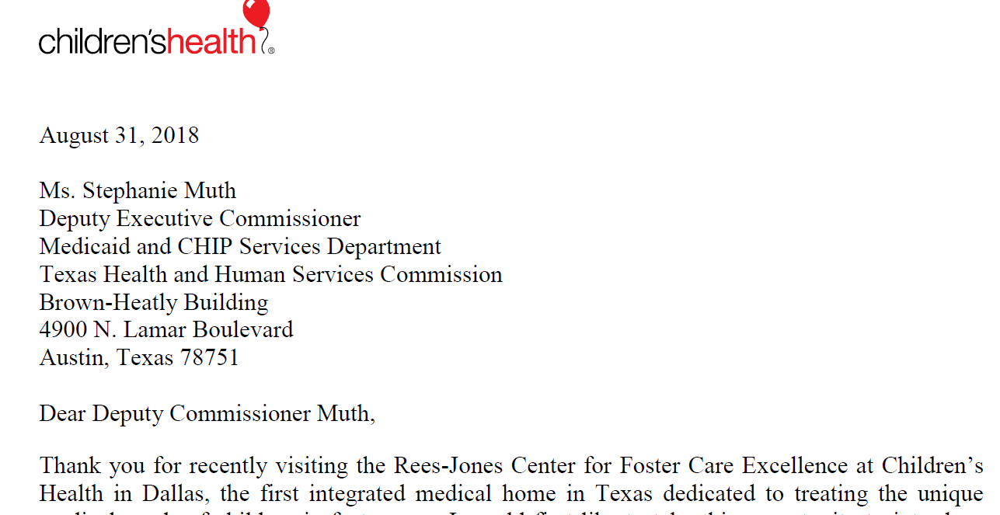 children'shealth ®
August 31, 2018
Ms. Stephanie Muth
Deputy Executive Commissioner
Medicaid and CHIP Services Department
Texas Health and Human Services Commission
Brown-Heatly Building
4900 N. Lamar Boulevard
Austin, Texas 78751
Dear Deputy Commissioner Muth,
Thank you for recently visiting the Rees-Jones Center for Foster Care Excellence at Children’s
Health in Dallas, the first integrated medical home in Texas dedicated to treating the unique